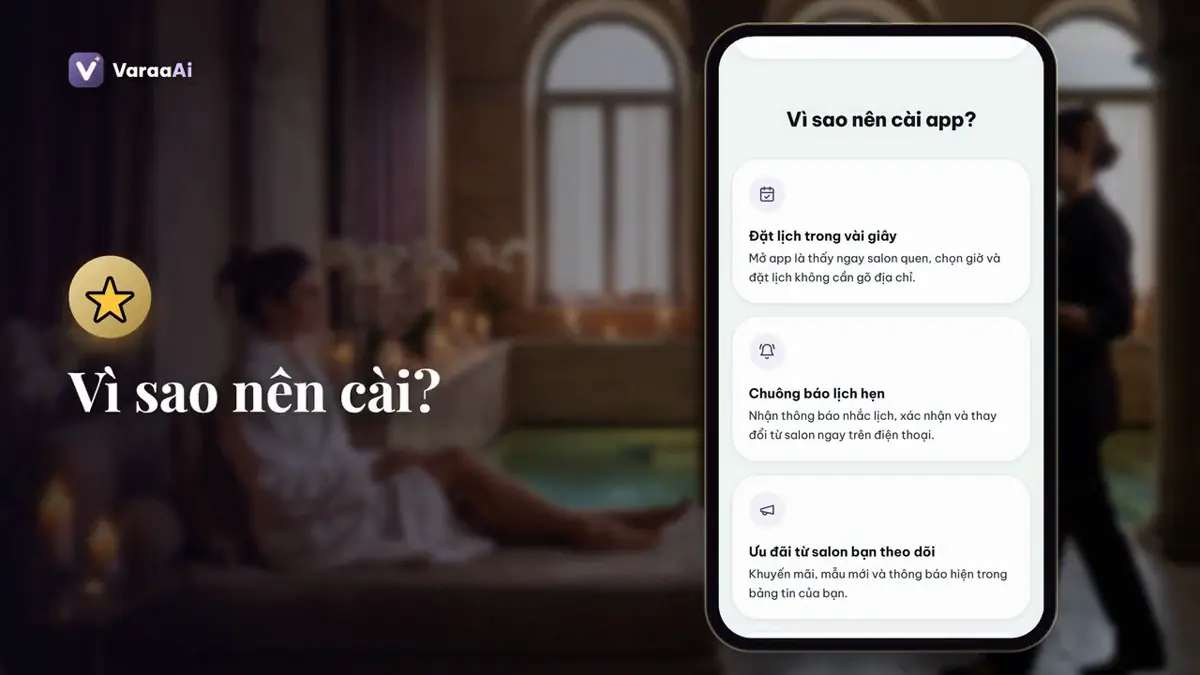 VaraaAi
Vì sao nên cài?
Vì sao nên cài app?
Đặt lịch trong vài giây
Mở app là thấy ngay salon quen, chọn giờ và
đặt lịch không cần gõ địa chỉ.
Chuông báo lịch hẹn
Nhận thông báo nhắc lịch, xác nhận và thay
đổi từ salon ngay trên điện thoại.
Ưu đãi từ salon bạn theo dõi
Khuyến mãi, mẫu mới và thông báo hiện trong
bảng tin của bạn.